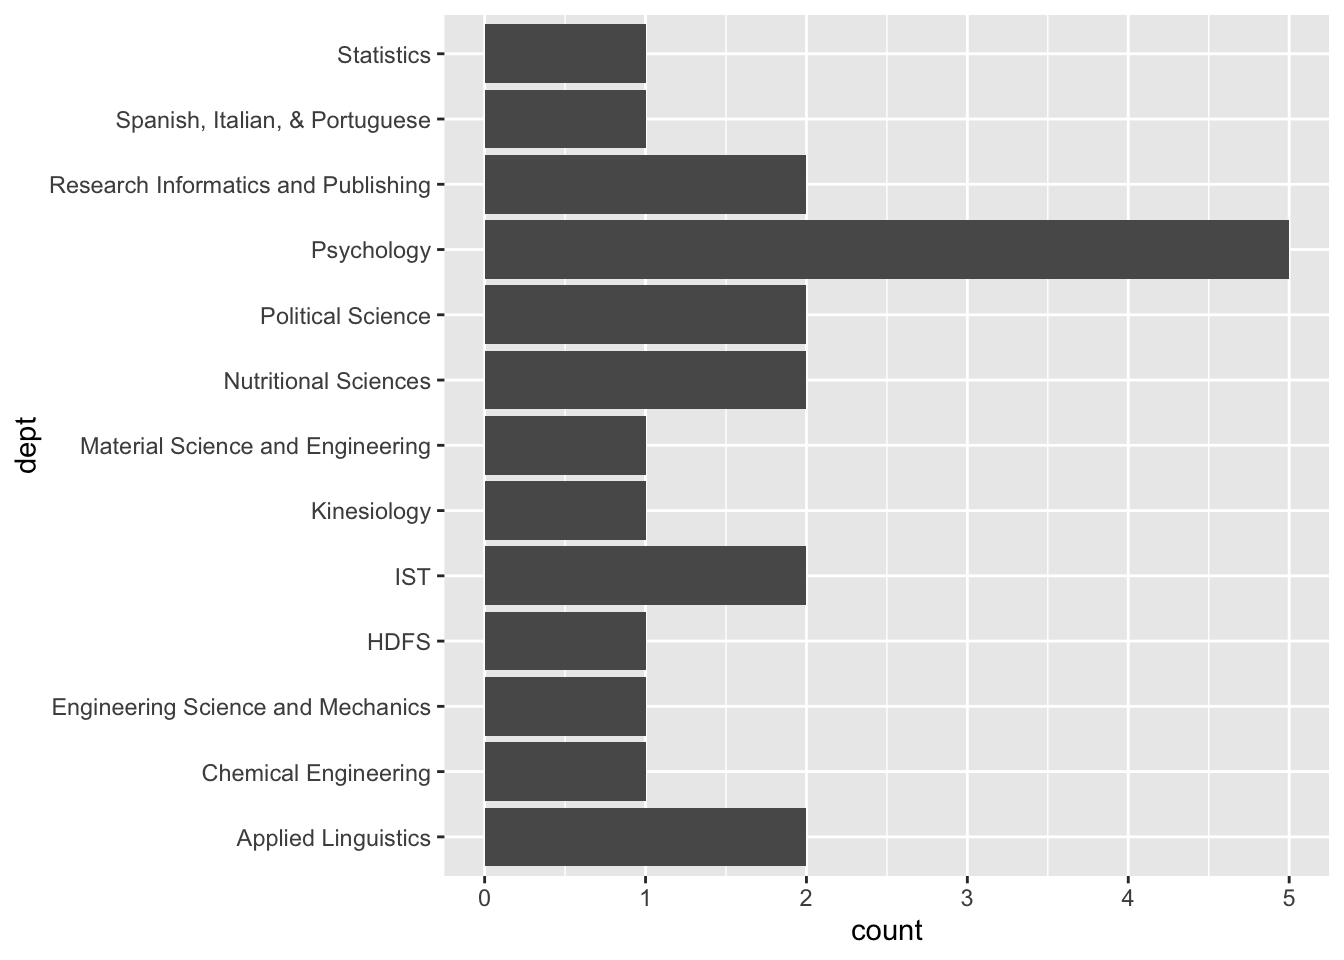 Statistics
Spanish, Italian, & Portuguese
Research Informatics and Publishing
Psychology
Political Science
Nutritional Sciences
Material Science and Engineering
Kinesiology
IST
HDFS
Engineering Science and Mechanics
Chemical Engineering
Applied Linguistics
dept
0 1 2 3 4 5
count